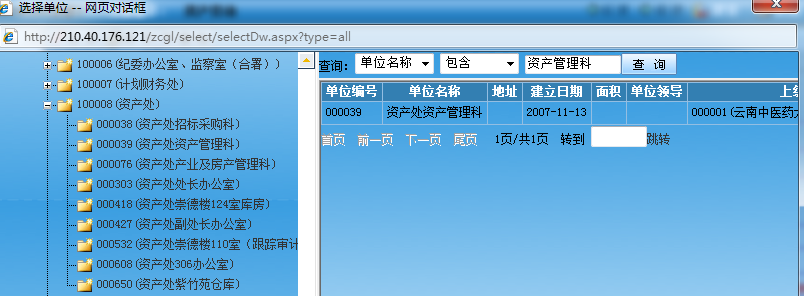 选择单位 -- 网页对话框
http://210.40.176.121/zcgl/select/selectDw.aspx?type=all
100006(纪委办公室、监察室（合署）)
100007(计划财务处)
100008(资产处)
000038(资产处招标采购科)
000039(资产处资产管理科)
000076(资产处产业及房产管理科)
000303(资产处处长办公室)
000418(资产处崇德楼124室库房)
000427(资产处副处长办公室)
000532(资产处崇德楼110室（跟踪审计
000608(资产处306办公室)
000650(资产处紫竹苑仓库)
查询: 单位名称 包含 资产管理科 查 询
单位编号 单位名称 地址 建立日期 面积 单位领导 上级
000039 资产处资产管理科 2007-11-13 000001(云南中医药大
首页 前一页 下一页 尾页 1页/共1页 转到 跳转